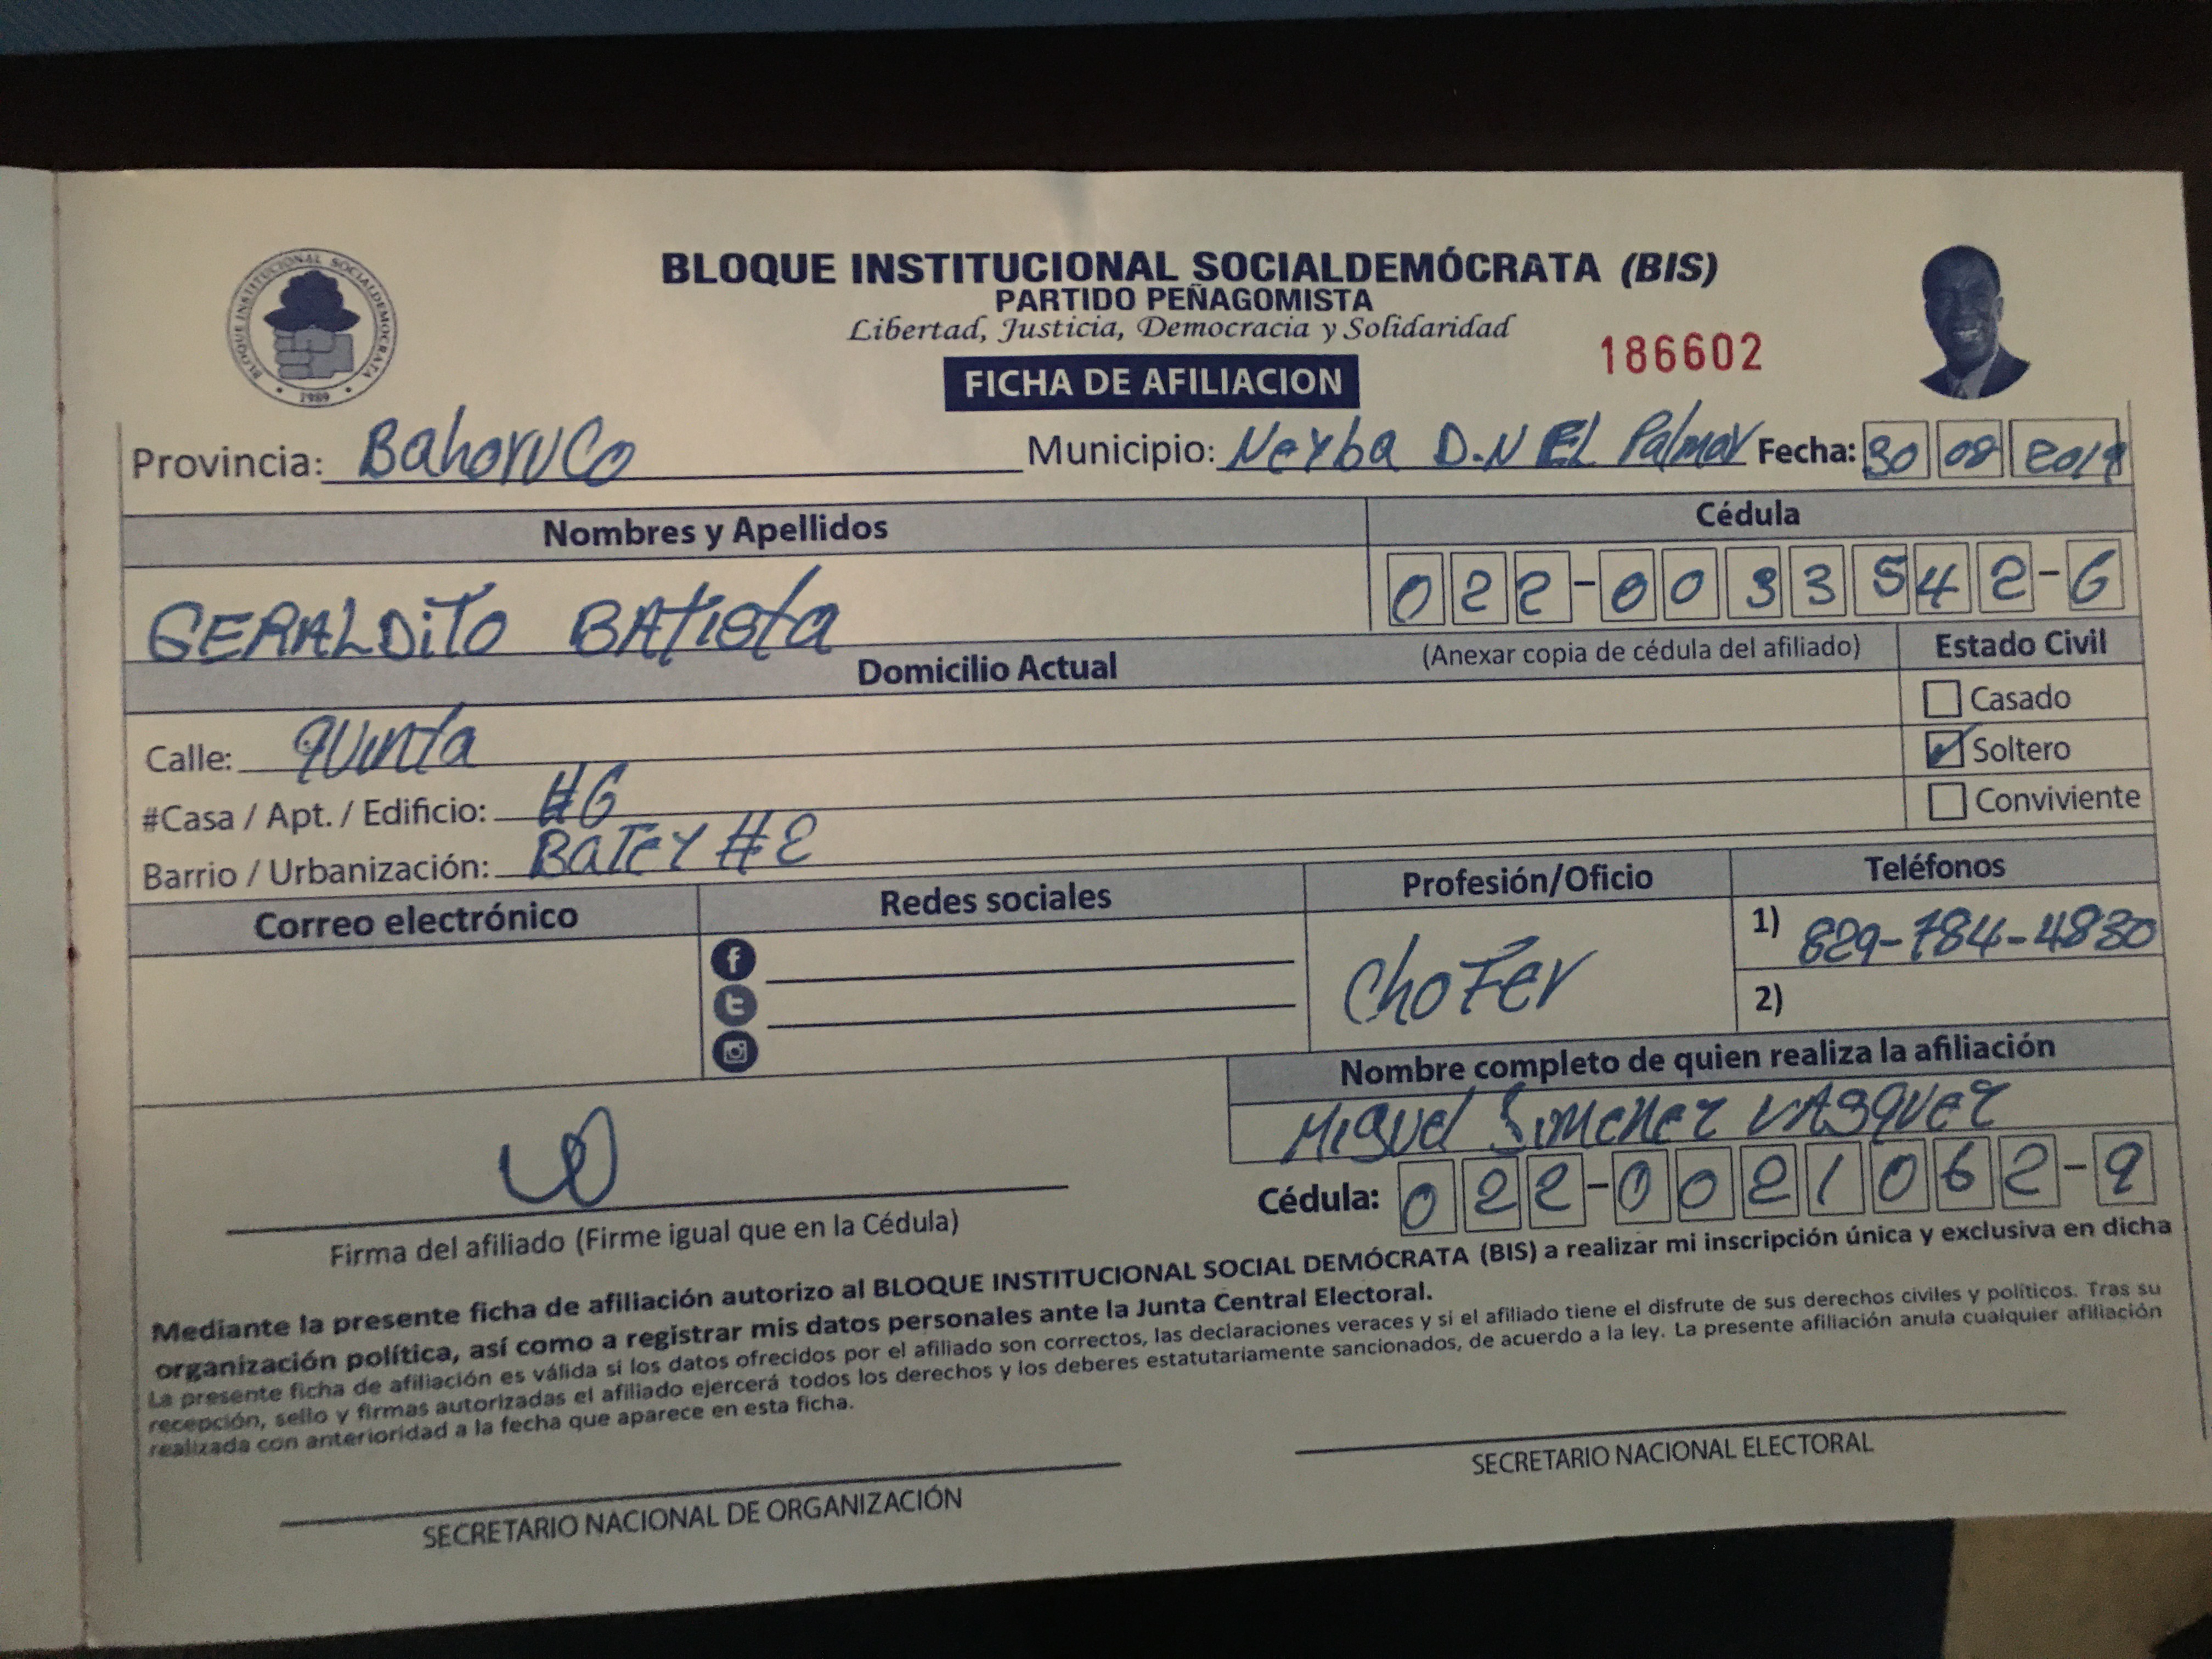 BLOQUE INSTITUCIONAL SOCIALDEMOCRATA
1989
BLOQUE INSTITUCIONAL SOCIALDEMÓCRATA (BIS)
PARTIDO PEÑAGOMISTA
Libertad, Justicia, Democracia y Solidaridad
186602
FICHA DE AFILIACION
Provincia: Bahoruco Municipio: Neyba D.N EL Palmar Fecha: 30 08 2019
Nombres y Apellidos Cédula
GERALDiTO BATista 022-0033542-6
Domicilio Actual (Anexar copia de cédula del afiliado) Estado Civil
Casado
Calle: quinta Soltero
#Casa / Apt. / Edificio: #6 Conviviente
Barrio / Urbanización: BaTey #2
Correo electrónico Redes sociales Profesión/Oficio Teléfonos
1) 829-784-4830
choFer
2)
Nombre completo de quien realiza la afiliación
Miguel Simenez VASquez
Cédula: 022-0021062-9
Firma del afiliado (Firme igual que en la Cédula)
Mediante la presente ficha de afiliación autorizo al BLOQUE INSTITUCIONAL SOCIAL DEMÓCRATA (BIS) a realizar mi inscripción única y exclusiva en dicha
organización política, así como a registrar mis datos personales ante la Junta Central Electoral.
La presente ficha de afiliación es válida si los datos ofrecidos por el afiliado son correctos, las declaraciones veraces y si el afiliado tiene el disfrute de sus derechos civiles y políticos. Tras su
recepción, sello y firmas autorizadas el afiliado ejercerá todos los derechos y los deberes estatutariamente sancionados, de acuerdo a la ley. La presente afiliación anula cualquier afiliación
realizada con anterioridad a la fecha que aparece en esta ficha.
SECRETARIO NACIONAL DE ORGANIZACIÓN
SECRETARIO NACIONAL ELECTORAL